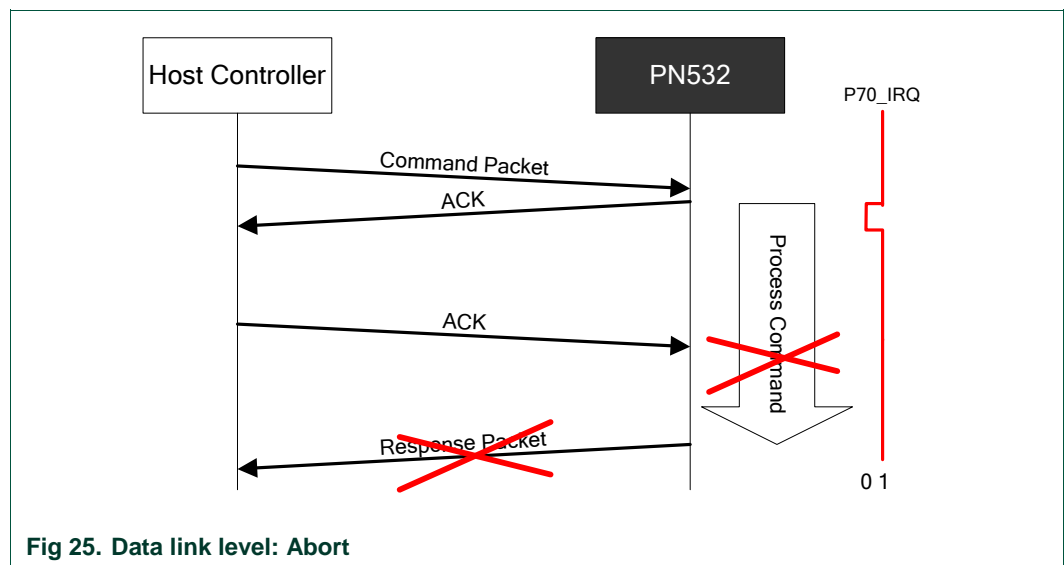 Host Controller
PN532
P70_IRQ
Command Packet
ACK
Process Command
ACK
Response Packet
0 1
Fig 25. Data link level: Abort